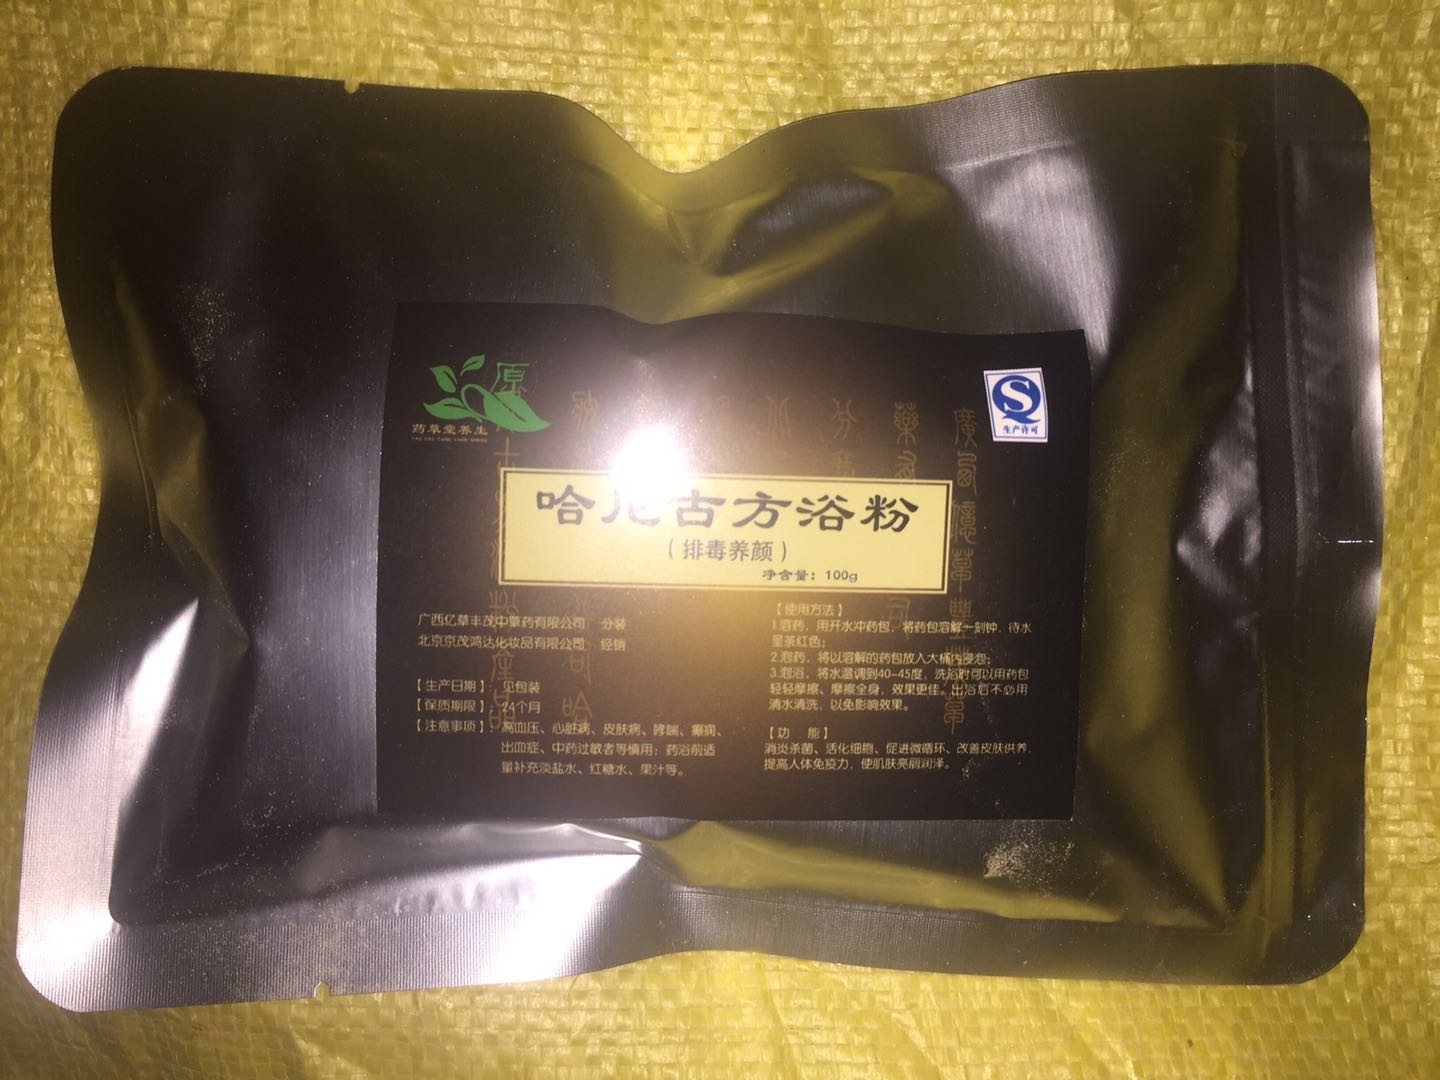 原
药草堂养生
YAO CAO TANG YANG SHENG
S
生产许可
哈尼古方浴粉
（排毒养颜）
净含量：100g
广西亿草丰茂中草药有限公司 分装
北京京茂鸿达化妆品有限公司 经销
【生产日期】：见包装
【保质期限】：24个月
【注意事项】：高血压、心脏病、皮肤病、哮喘、癫痫、
出血症、中药过敏者等慎用；药浴前适
量补充淡盐水、红糖水、果汁等。
【使用方法】
1.溶药，用开水冲药包，将药包溶解一刻钟，待水
呈茶红色；
2.泡药，将以溶解的药包放入大桶内浸泡；
3.泡浴，将水温调到40-45度，洗浴时可以用药包
轻轻摩擦、摩擦全身，效果更佳。出浴后不必用
清水清洗，以免影响效果。
【功 能】
消炎杀菌、活化细胞、促进微循环、改善皮肤供养，
提高人体免疫力，使肌肤亮丽润泽。